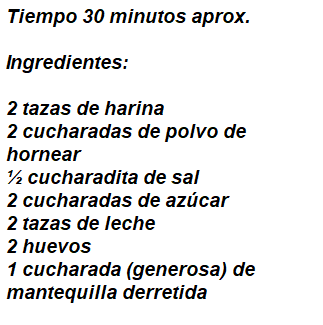 Tiempo 30 minutos aprox.
Ingredientes:
2 tazas de harina
2 cucharadas de polvo de
hornear
½ cucharadita de sal
2 cucharadas de azúcar
2 tazas de leche
2 huevos
1 cucharada (generosa) de
mantequilla derretida